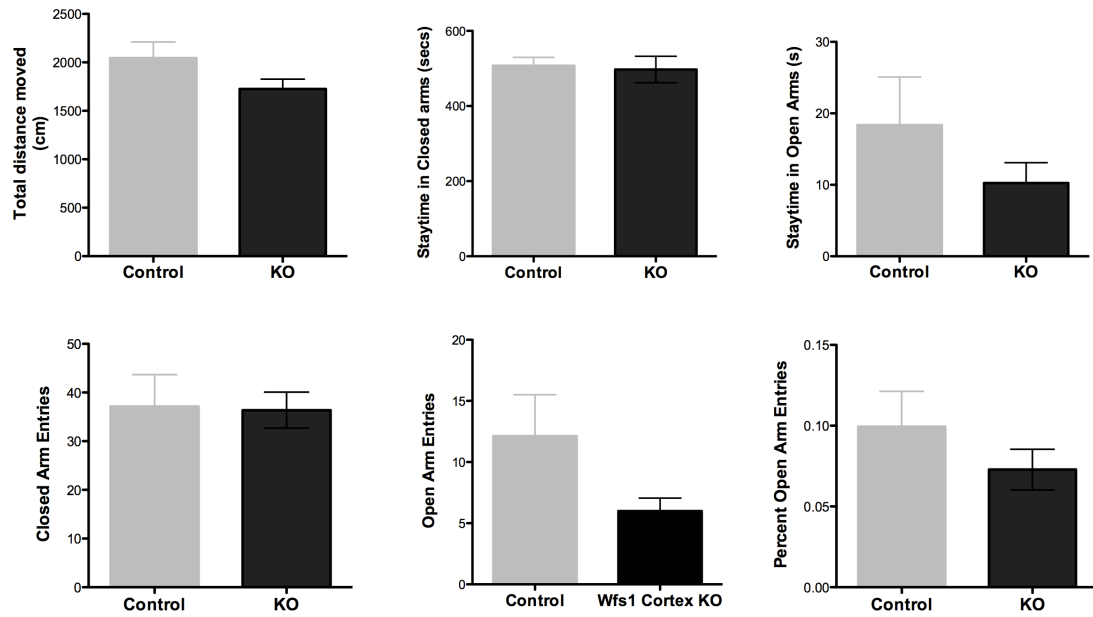 Total distance moved
(cm)
2500
2000
1500
1000
500
0
Control KO
Staytime in Closed arms (secs)
600
400
200
0
Control KO
Staytime in Open Arms (s)
30
20
10
0
Control KO
Closed Arm Entries
50
40
30
20
10
0
Control KO
Open Arm Entries
20
15
10
5
0
Control Wfs1 Cortex KO
Percent Open Arm Entries
0.15
0.10
0.05
0.00
Control KO